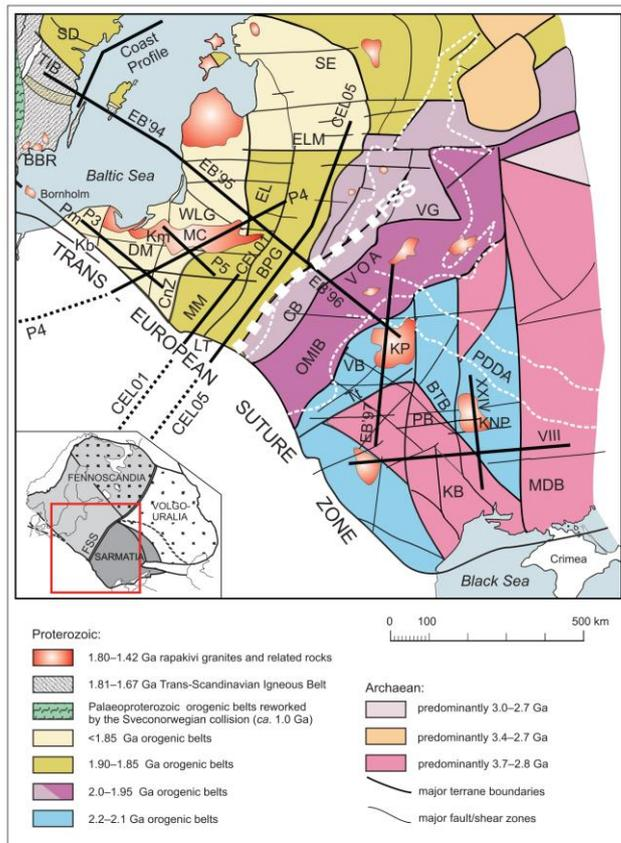 SD
Coast
Profile
TIB
SE
CEL05
EB'94
ELM
BBR
Baltic Sea
EB'95
Bornholm
EL
P4
WLG
FSS
VG
P3
Pm
Km
MC
Kb
DM
P5
CEL01
BPG
VOA
TRANS - EUROPEAN
SUTURE
ZONE
CnZ
MM
EB'96
CB
P4
LT
OMIB
KP
VB
PDDA
CEL01
CEL05
BTB
XXIV
EB'97
PB
KNP
VIII
KB
MDB
FENNOSCANDIA
VOLGO-
URALIA
FSS
SARMATIA
Crimea
Black Sea
Proterozoic:
1.80–1.42 Ga rapakivi granites and related rocks
1.81–1.67 Ga Trans-Scandinavian Igneous Belt
Palaeoproterozoic orogenic belts reworked
by the Sveconorwegian collision (ca. 1.0 Ga)
<1.85 Ga orogenic belts
1.90–1.85 Ga orogenic belts
2.0–1.95 Ga orogenic belts
2.2–2.1 Ga orogenic belts
0 100 500 km
Archaean:
predominantly 3.0–2.7 Ga
predominantly 3.4–2.7 Ga
predominantly 3.7–2.8 Ga
major terrane boundaries
major fault/shear zones